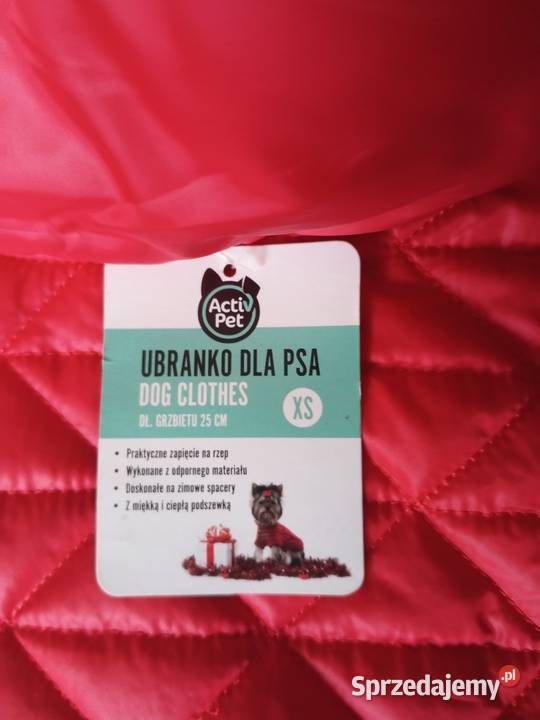 Activ
Pet
UBRANKO DLA PSA
DOG CLOTHES
DŁ. GRZBIETU 25 CM
XS
• Praktyczne zapięcie na rzep
• Wykonane z odpornego materiału
• Doskonałe na zimowe spacery
• Z miękką i ciepłą podszewką
Sprzedajemy.pl